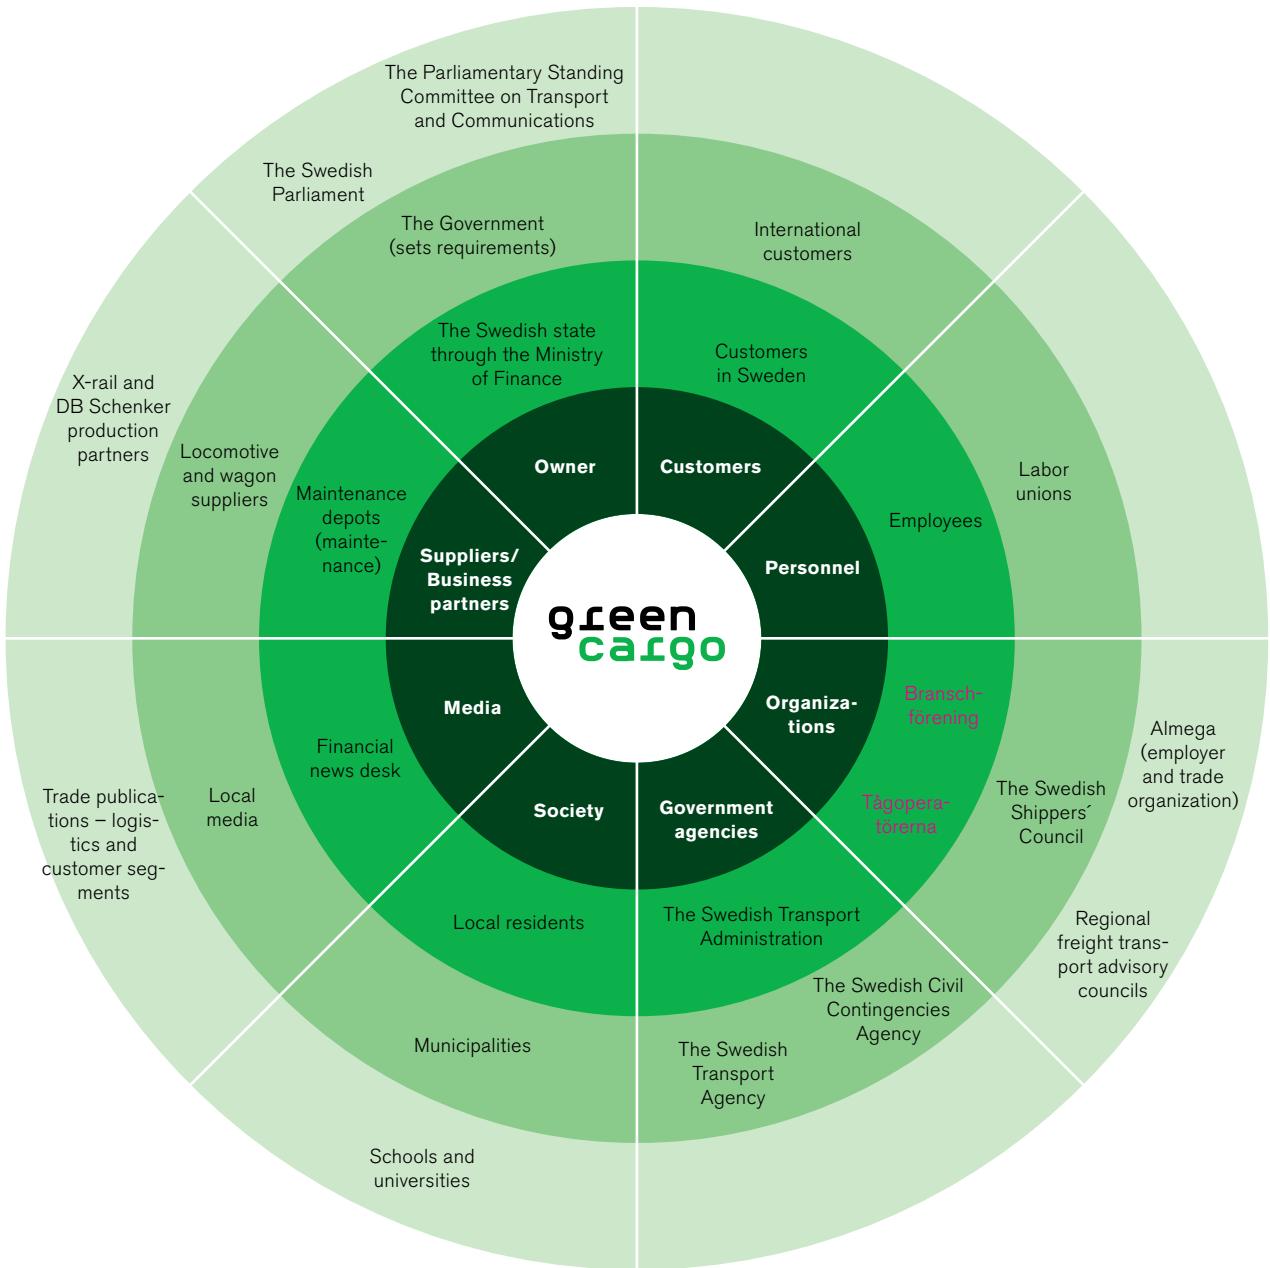 The Parliamentary Standing
Committee on Transport
and Communications
The Swedish
Parliament
The Government
(sets requirements)
The Swedish state
through the Ministry
of Finance
Owner
International
customers
Customers
in Sweden
Customers
Labor
unions
Employees
Personnel
X-rail and
DB Schenker
production
partners
Locomotive
and wagon
suppliers
Maintenance
depots
(mainte-
nance)
Suppliers/
Business
partners
green
cargo
Media
Financial
news desk
Local
media
Trade publica-
tions – logis-
tics and
customer seg-
ments
Organiza-
tions
Bransch-
förening
Tågopera-
törerna
The Swedish
Shippers´
Council
Almega
(employer
and trade
organization)
Regional
freight trans-
port advisory
councils
Society
Local residents
Municipalities
Schools and
universities
Government
agencies
The Swedish Transport
Administration
The Swedish Civil
Contingencies
Agency
The Swedish
Transport
Agency